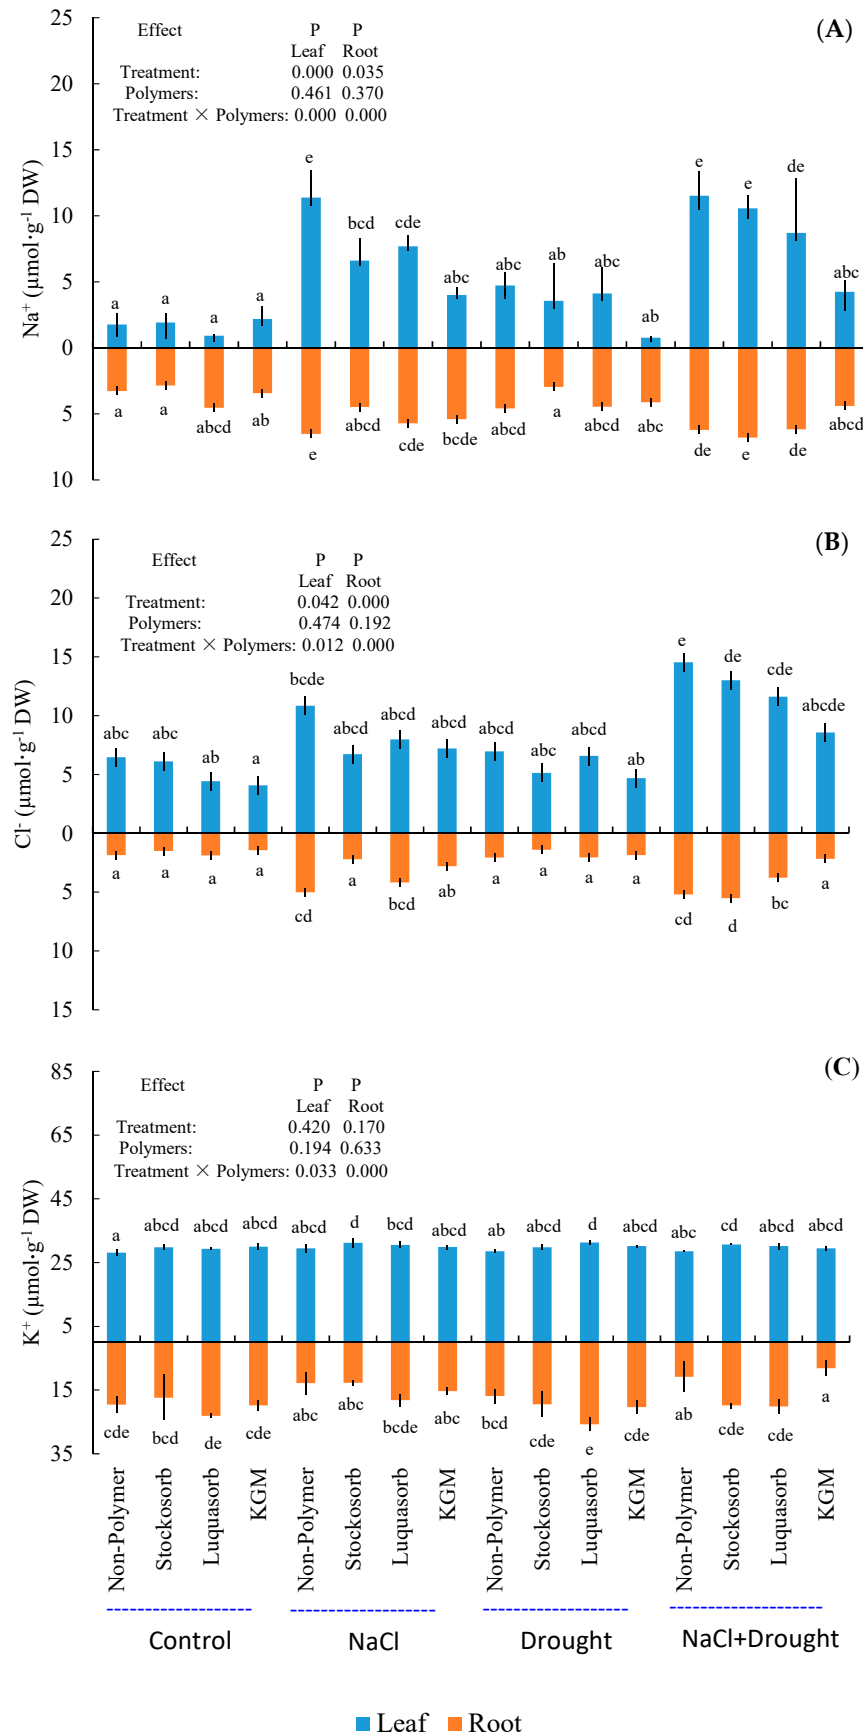 (A)
Effect P P
Leaf Root
Treatment: 0.000 0.035
Polymers: 0.461 0.370
Treatment × Polymers: 0.000 0.000
25
20
15
10
5
0
5
10
Na⁺ (μmol·g⁻¹ DW)
a a a a e bcd cde abc abc ab abc ab e e de abc
a a abcd ab e abcd cde bcde abcd a abcd abc de e de abcd
(B)
Effect P P
Leaf Root
Treatment: 0.042 0.000
Polymers: 0.474 0.192
Treatment × Polymers: 0.012 0.000
25
20
15
10
5
0
5
10
15
Cl⁻ (μmol·g⁻¹ DW)
abc abc ab a bcde abcd abcd abcd abcd abc abcd ab e de cde abcde
a a a a cd a bcd ab a a a a cd d bc a
(C)
Effect P P
Leaf Root
Treatment: 0.420 0.170
Polymers: 0.194 0.633
Treatment × Polymers: 0.033 0.000
85
65
45
25
5
15
35
K⁺ (μmol·g⁻¹ DW)
a abcd abcd abcd abcd d bcd abcd ab abcd d abcd abc cd abcd abcd
cde bcd de cde abc abc bcde abc bcd cde e cde ab cde cde a
Non-Polymer Stockosorb Luquasorb KGM Non-Polymer Stockosorb Luquasorb KGM Non-Polymer Stockosorb Luquasorb KGM Non-Polymer Stockosorb Luquasorb KGM
Control NaCl Drought NaCl+Drought
Leaf Root